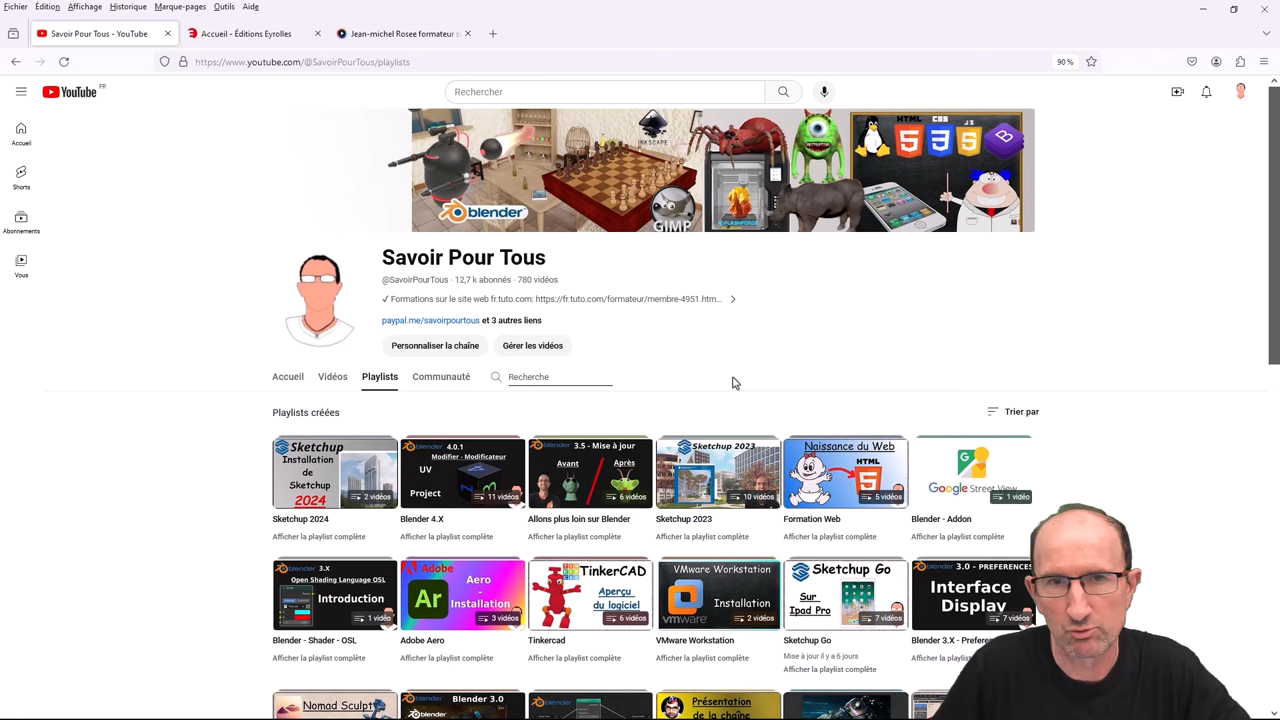 Fichier Édition Affichage Historique Marque-pages Outils Aide
Savoir Pour Tous - YouTube
Accueil - Éditions Eyrolles
Jean-michel Rosee formateur s
https://www.youtube.com/@SavoirPourTous/playlists
90 %
YouTube FR
Rechercher
Accueil
Shorts
Abonnements
Vous
INKSCAPE
blender
GIMP
FLASHFORGE
HTML CSS JS
5 3 5 B
Savoir Pour Tous
@SavoirPourTous · 12,7 k abonnés · 780 vidéos
✓ Formations sur le site web fr.tuto.com: https://fr.tuto.com/formateur/membre-4951.htm...
paypal.me/savoirpourtous et 3 autres liens
Personnaliser la chaîne Gérer les vidéos
Accueil Vidéos Playlists Communauté Recherche
Playlists créées
Trier par
Sketchup
Installation
de
Sketchup
2024
2 vidéos
Sketchup 2024
Afficher la playlist complète
blender 4.0.1
Modifier - Modificateur
UV
Project
11 vidéos
Blender 4.X
Afficher la playlist complète
blender 3.5 - Mise à jour
Avant
Après
6 vidéos
Allons plus loin sur Blender
Afficher la playlist complète
Sketchup 2023
10 vidéos
Sketchup 2023
Afficher la playlist complète
Naissance du Web
HTML
5 vidéos
Formation Web
Afficher la playlist complète
Google Street View
1 vidéo
Blender - Addon
Afficher la playlist complète
blender 3.X
Open Shading Language OSL
Introduction
1 vidéo
Blender - Shader - OSL
Afficher la playlist complète
Adobe
Aero
-
Installation
Ar
3 vidéos
Adobe Aero
Afficher la playlist complète
TinkerCAD
Aperçu
du logiciel
6 vidéos
Tinkercad
Afficher la playlist complète
VMware Workstation
Installation
vmware
2 vidéos
VMware Workstation
Afficher la playlist complète
Sketchup Go
Sur
Ipad Pro
7 vidéos
Sketchup Go
Mise à jour il y a 6 jours
Afficher la playlist complète
blender 3.0 - PREFERENCES
Interface
Display
7 vidéos
Blender 3.X - Prefere
Afficher la playlist
Nomad Sculpt
Blender 3.0
blender
Présentation
de la chaîne